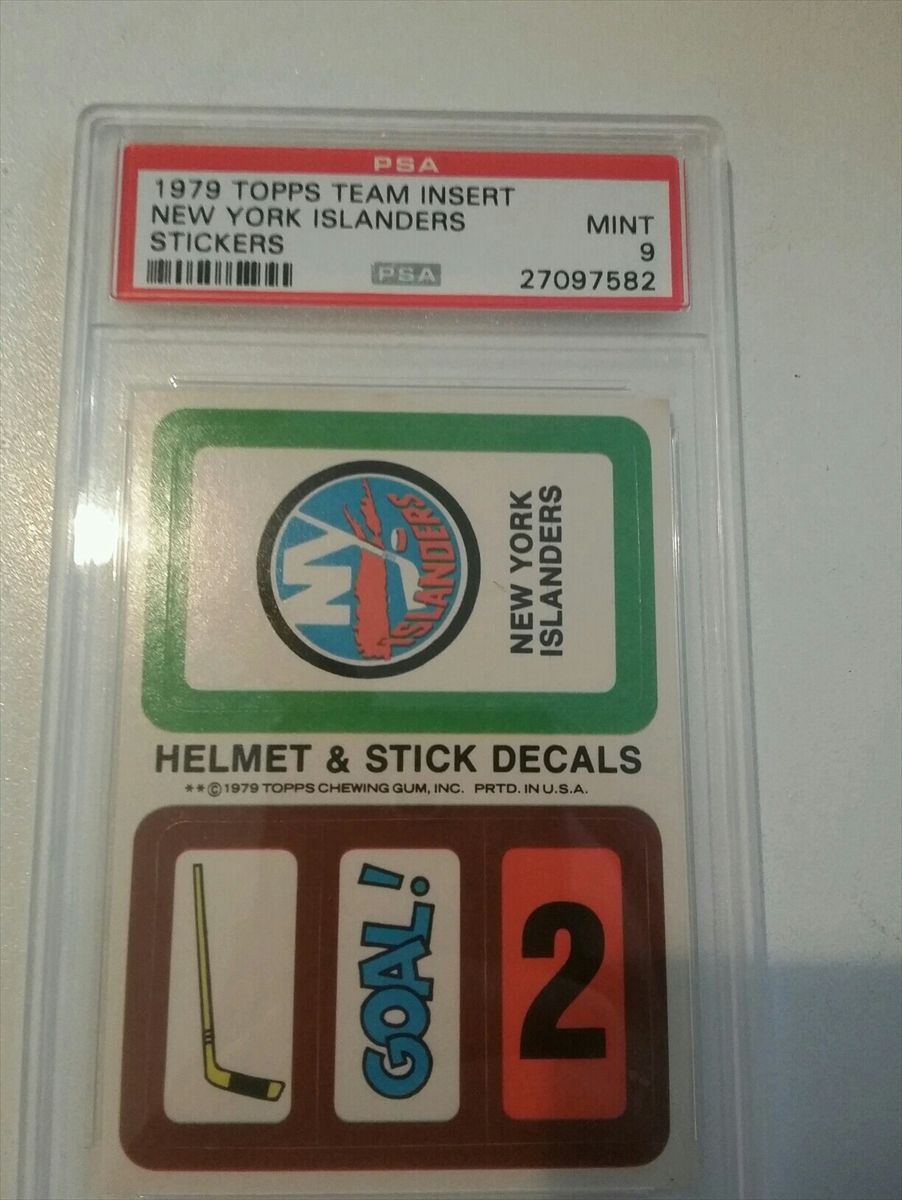 PSA
1979 TOPPS TEAM INSERT
NEW YORK ISLANDERS
STICKERS
MINT
9
PSA
27097582
NY
ISLANDERS
NEW YORK
ISLANDERS
HELMET & STICK DECALS
**©1979 TOPPS CHEWING GUM, INC. PRTD. IN U.S.A.
GOAL!
2